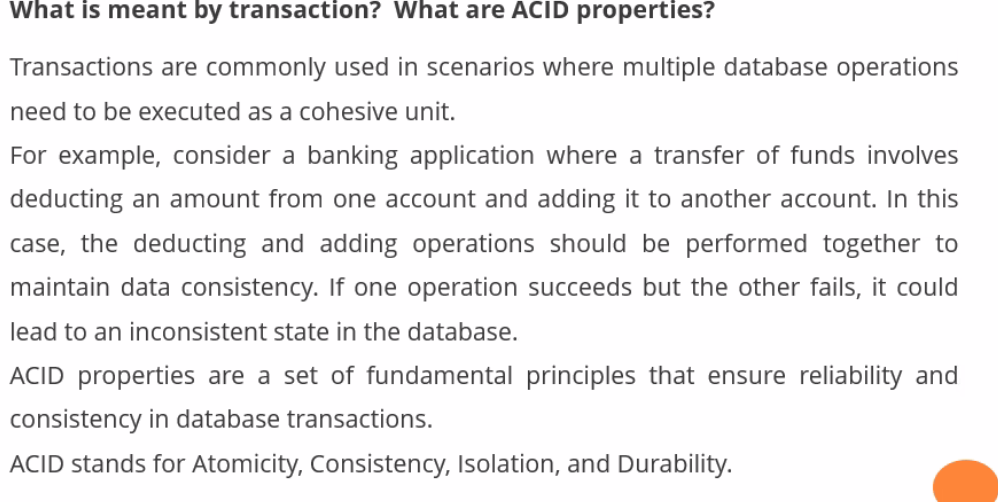 What is meant by transaction? What are ACID properties?
Transactions are commonly used in scenarios where multiple database operations
need to be executed as a cohesive unit.
For example, consider a banking application where a transfer of funds involves
deducting an amount from one account and adding it to another account. In this
case, the deducting and adding operations should be performed together to
maintain data consistency. If one operation succeeds but the other fails, it could
lead to an inconsistent state in the database.
ACID properties are a set of fundamental principles that ensure reliability and
consistency in database transactions.
ACID stands for Atomicity, Consistency, Isolation, and Durability.